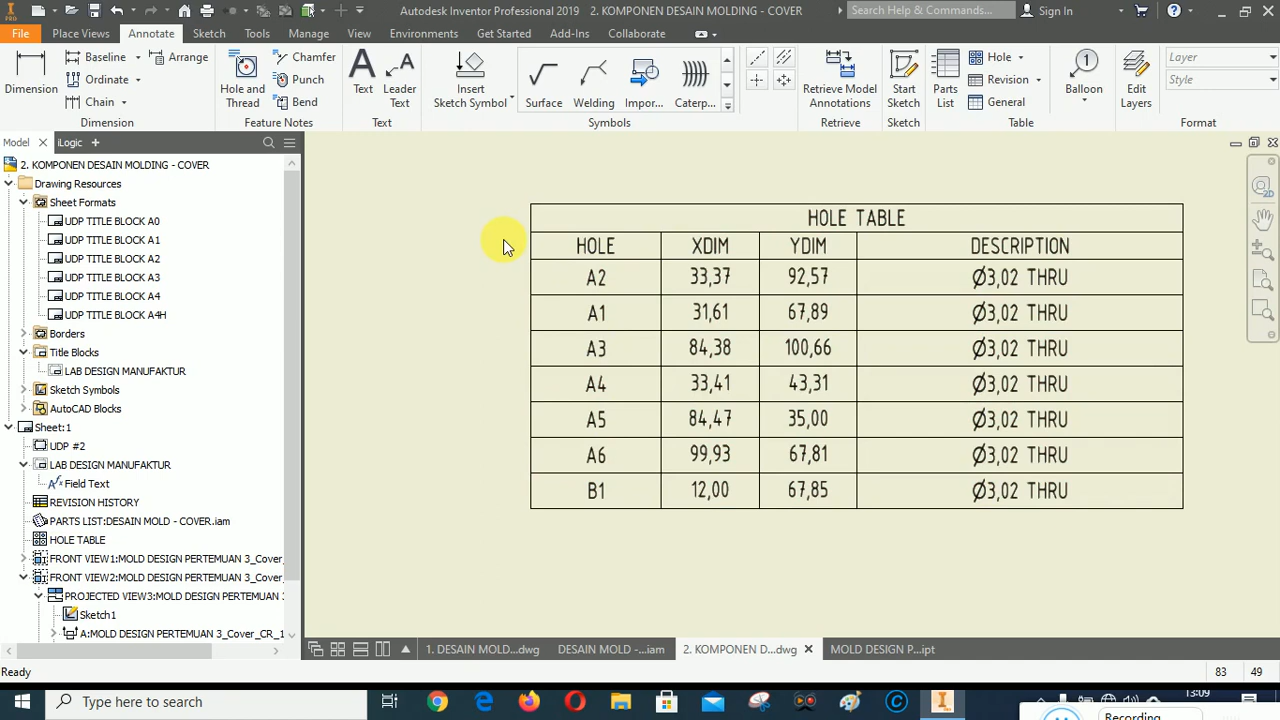 PRO
Autodesk Inventor Professional 2019
2. KOMPONEN DESAIN MOLDING - COVER
Search Help & Commands...
Sign In
File
Place Views
Annotate
Sketch
Tools
Manage
View
Environments
Get Started
Add-Ins
Collaborate
Dimension
Baseline
Arrange
Ordinate
Chain
Dimension
Hole and
Thread
Chamfer
Punch
Bend
Feature Notes
Text
Leader
Text
Text
Insert
Sketch Symbol
Surface
Welding
Impor...
Caterp...
Symbols
Retrieve Model
Annotations
Retrieve
Start
Sketch
Sketch
Parts
List
Hole
Revision
General
Table
Balloon
Edit
Layers
Layer
Style
Format
Model
iLogic
2. KOMPONEN DESAIN MOLDING - COVER
Drawing Resources
Sheet Formats
UDP TITLE BLOCK A0
UDP TITLE BLOCK A1
UDP TITLE BLOCK A2
UDP TITLE BLOCK A3
UDP TITLE BLOCK A4
UDP TITLE BLOCK A4H
Borders
Title Blocks
LAB DESIGN MANUFAKTUR
Sketch Symbols
AutoCAD Blocks
Sheet:1
UDP #2
LAB DESIGN MANUFAKTUR
Field Text
REVISION HISTORY
PARTS LIST:DESAIN MOLD - COVER.iam
HOLE TABLE
FRONT VIEW1:MOLD DESIGN PERTEMUAN 3_Cover_
FRONT VIEW2:MOLD DESIGN PERTEMUAN 3_Cover_
PROJECTED VIEW3:MOLD DESIGN PERTEMUAN 3
Sketch1
A:MOLD DESIGN PERTEMUAN 3_Cover_CR_1
HOLE TABLE
HOLE XDIM YDIM DESCRIPTION
A2 33,37 92,57 Ø3,02 THRU
A1 31,61 67,89 Ø3,02 THRU
A3 84,38 100,66 Ø3,02 THRU
A4 33,41 43,31 Ø3,02 THRU
A5 84,47 35,00 Ø3,02 THRU
A6 99,93 67,81 Ø3,02 THRU
B1 12,00 67,85 Ø3,02 THRU
1. DESAIN MOLD...dwg
DESAIN MOLD -...iam
2. KOMPONEN D...dwg
MOLD DESIGN P...ipt
Ready
83
49
Type here to search
13:09
Recording